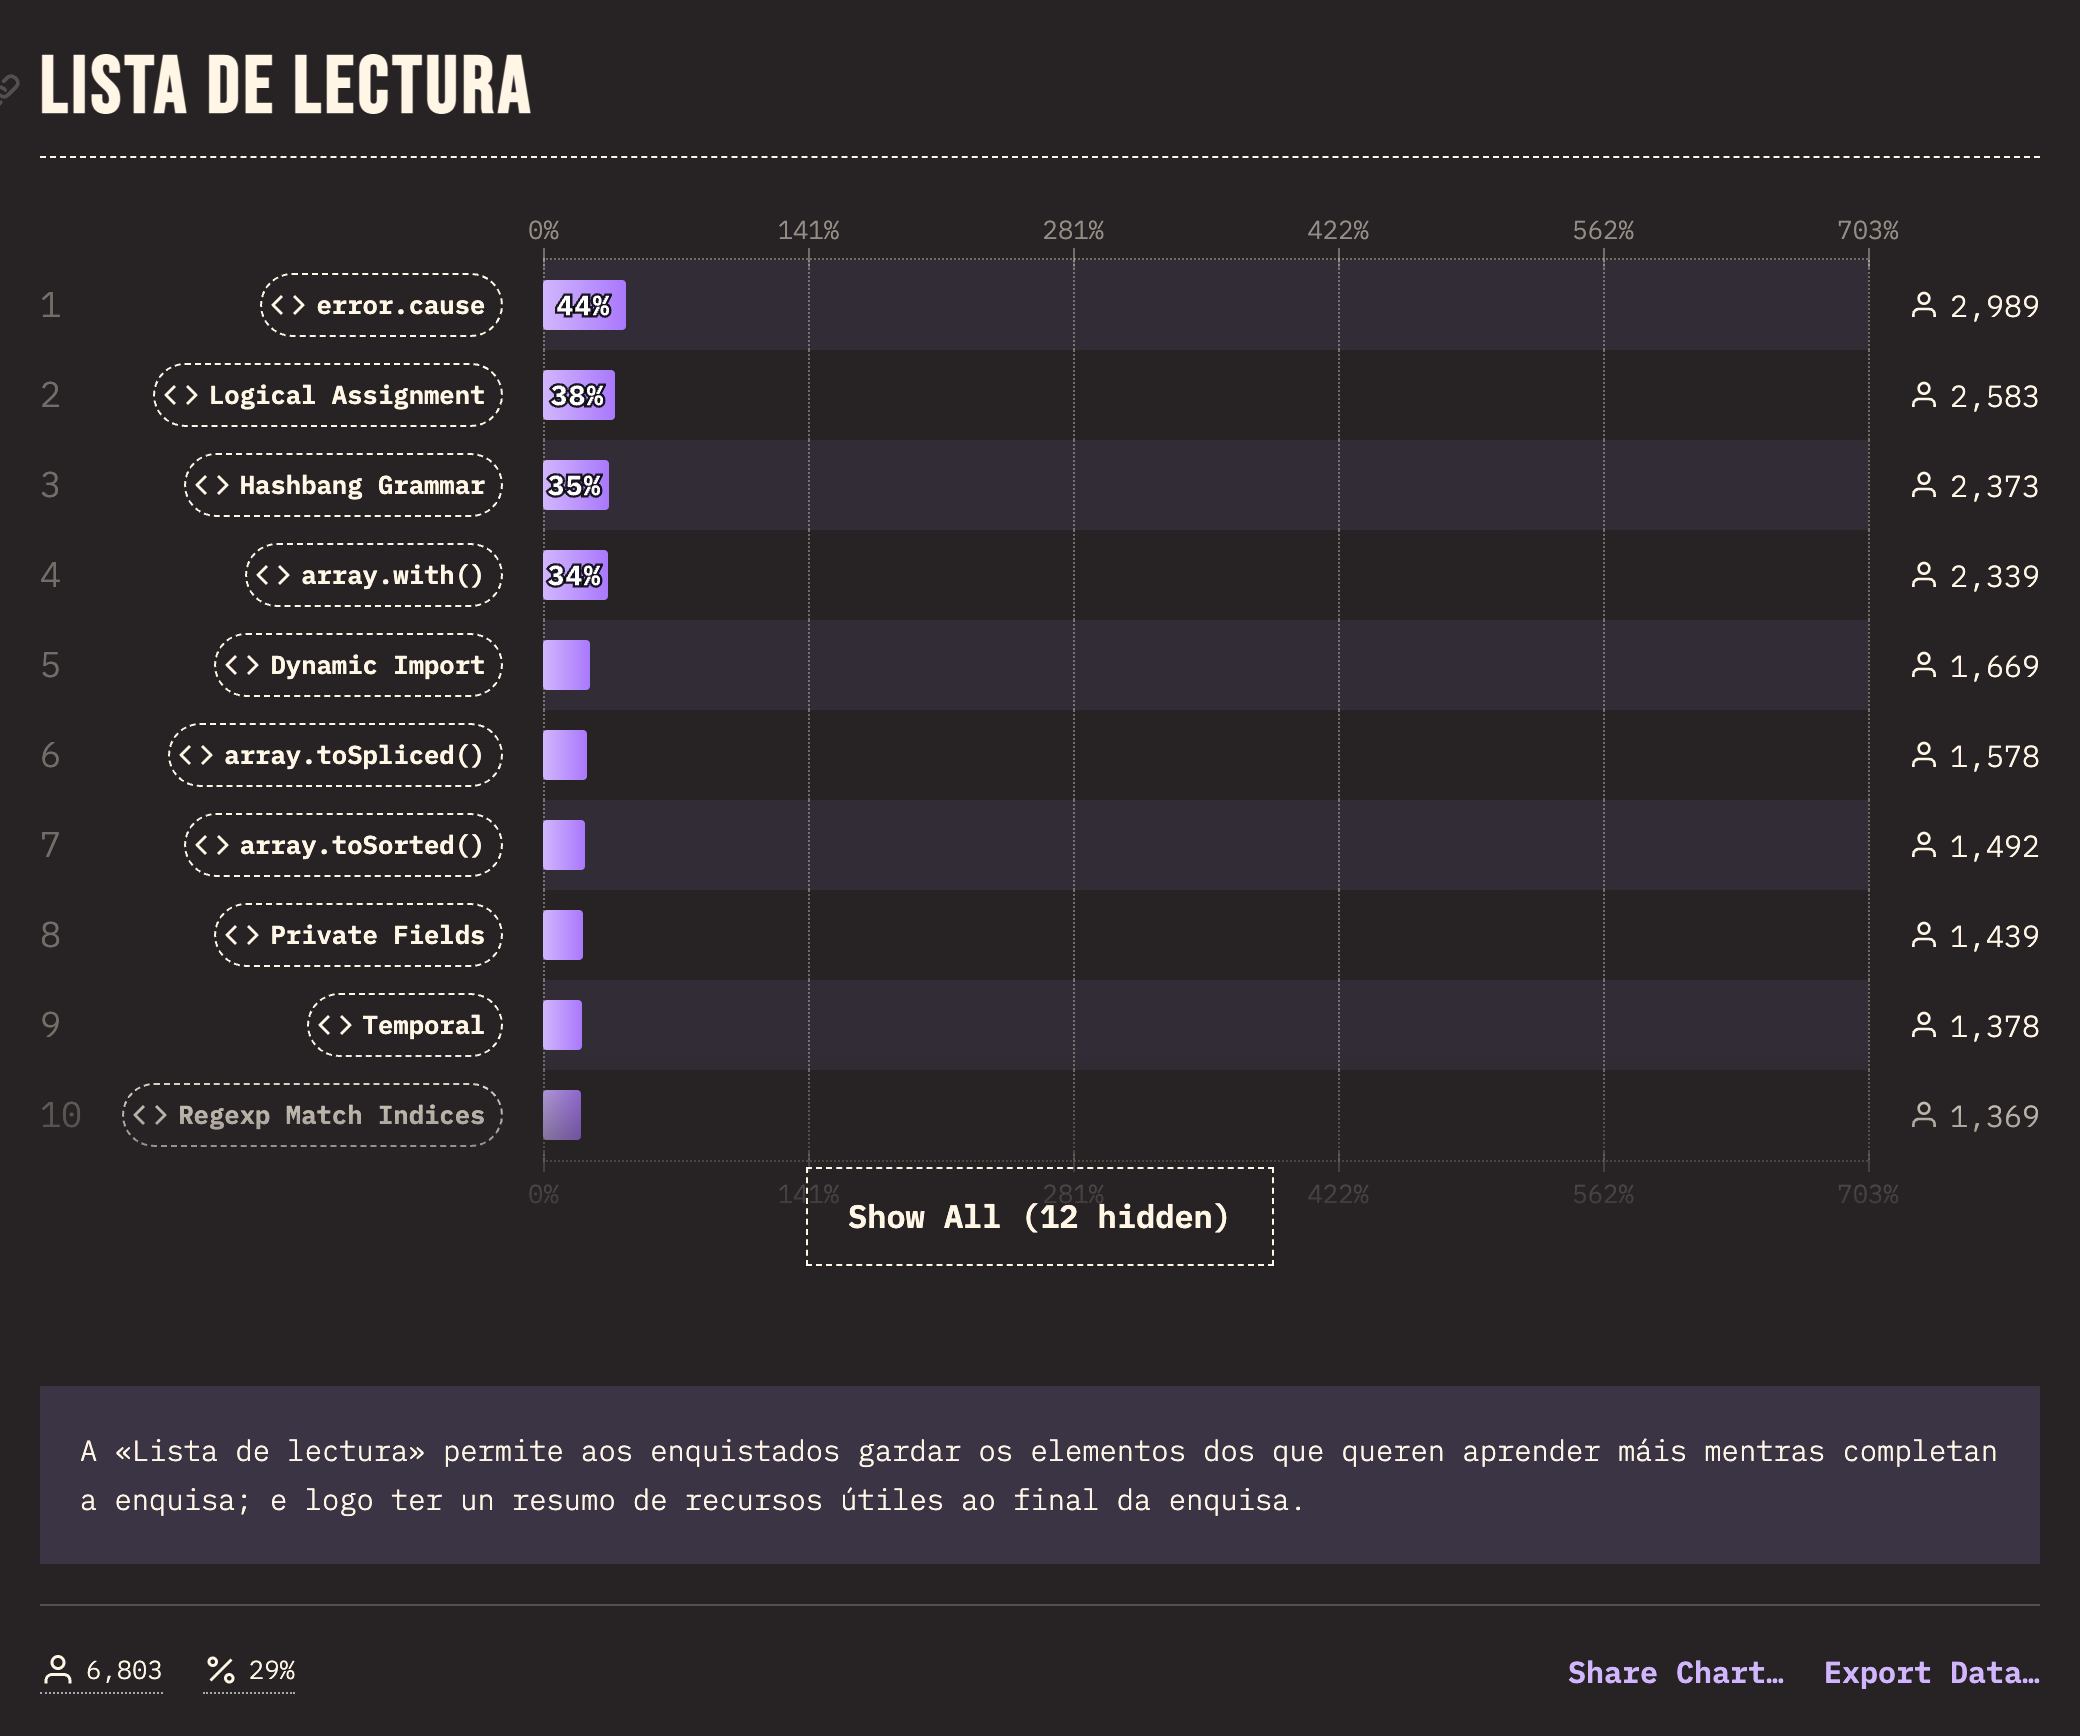 LISTA DE LECTURA
0% 141% 281% 422% 562% 703%
1 <> error.cause 44% 2,989
2 <> Logical Assignment 38% 2,583
3 <> Hashbang Grammar 35% 2,373
4 <> array.with() 34% 2,339
5 <> Dynamic Import 1,669
6 <> array.toSpliced() 1,578
7 <> array.toSorted() 1,492
8 <> Private Fields 1,439
9 <> Temporal 1,378
10 <> Regexp Match Indices 1,369
0% 141% 281% 422% 562% 703%
Show All (12 hidden)
A «Lista de lectura» permite aos enquistados gardar os elementos dos que queren aprender máis mentras completan
a enquisa; e logo ter un resumo de recursos útiles ao final da enquisa.
6,803 % 29% Share Chart… Export Data…